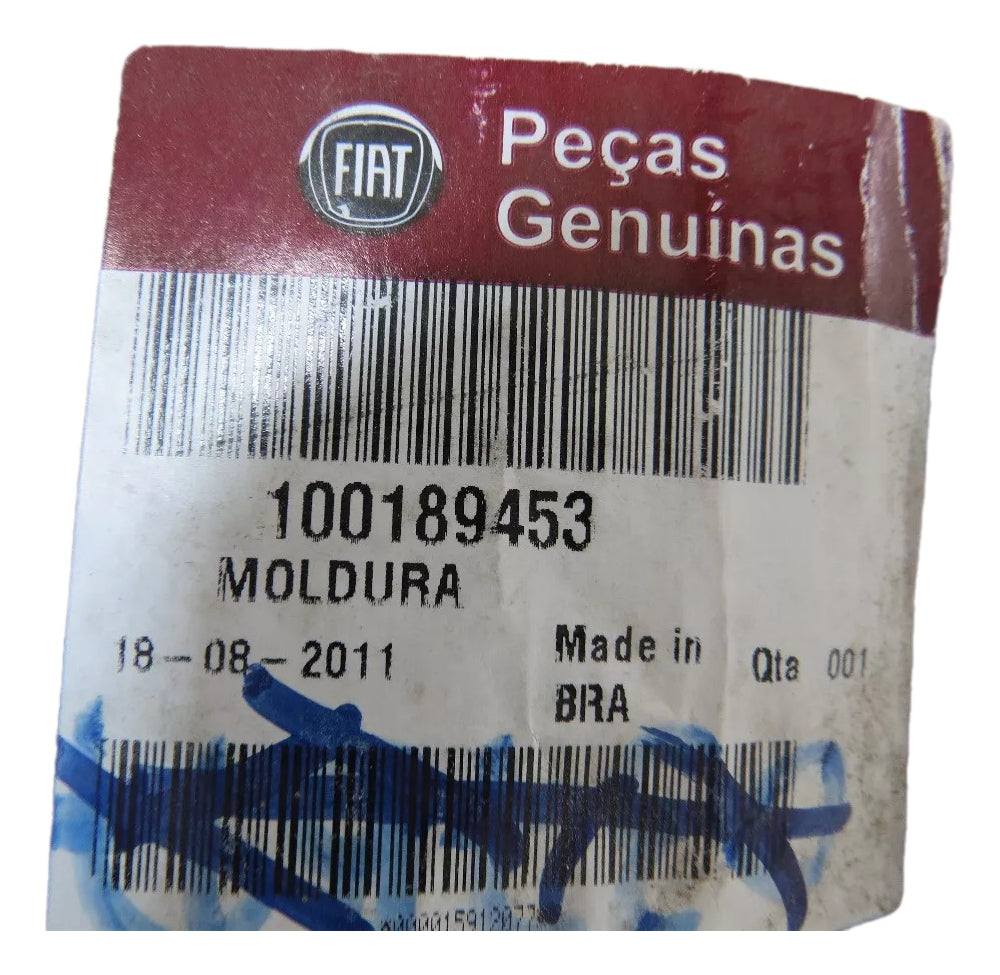 FIAT
Peças
Genuínas
100189453
MOLDURA
18-08-2011
Made in
BRA
Qta 001